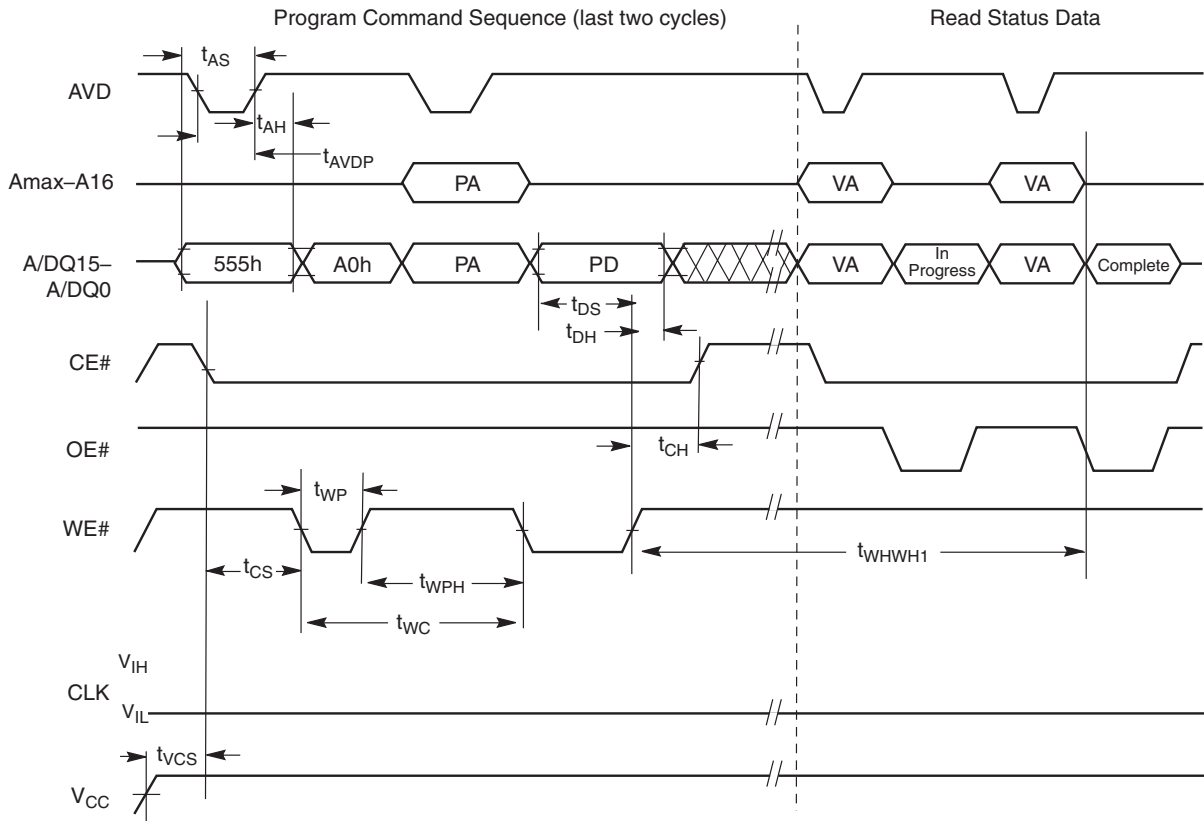 Program Command Sequence (last two cycles)
Read Status Data
tAS
AVD
tAH
tAVDP
Amax–A16
PA
VA
VA
A/DQ15–
A/DQ0
555h
A0h
PA
PD
VA
In
Progress
VA
Complete
tDS
tDH
CE#
OE#
tCH
tWP
WE#
tCS
tWPH
tWHWH1
tWC
VIH
CLK
VIL
tVCS
VCC